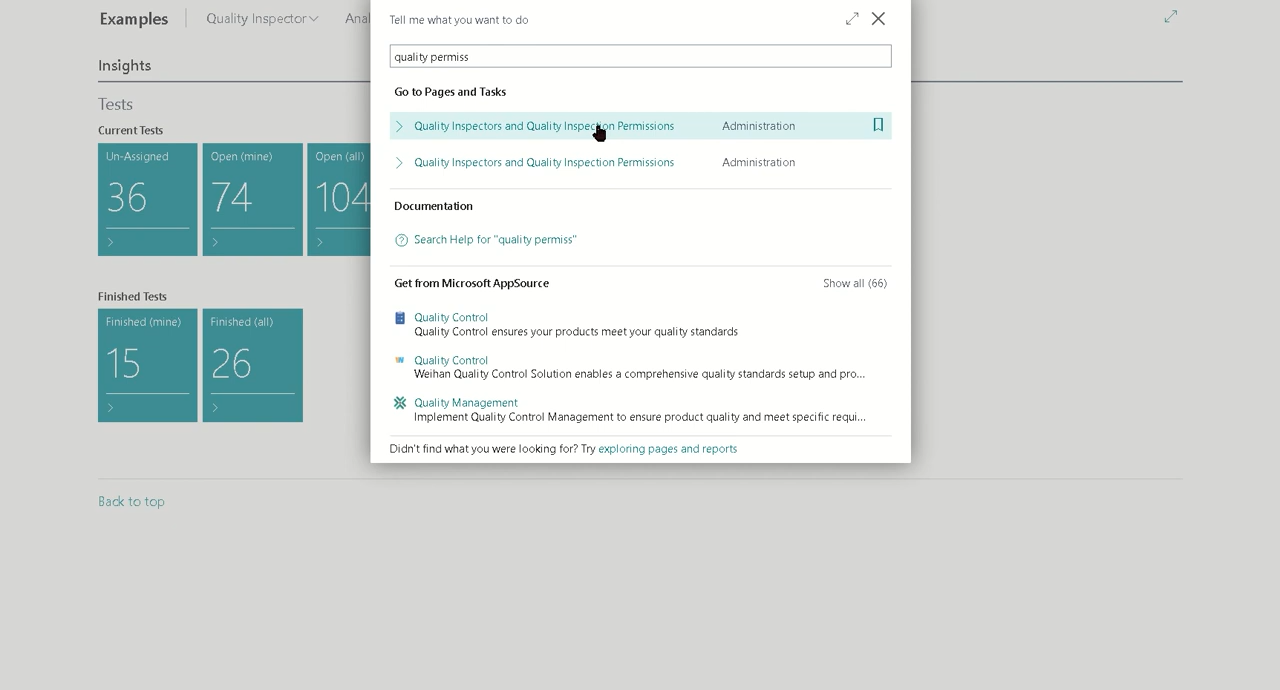 Examples
Quality Inspector
Tell me what you want to do
quality permiss
Insights
Go to Pages and Tasks
Tests
Current Tests
Quality Inspectors and Quality Inspection Permissions Administration
Un-Assigned
36
Open (mine)
74
Open (all)
104
Quality Inspectors and Quality Inspection Permissions Administration
Documentation
Search Help for "quality permiss"
Get from Microsoft AppSource Show all (66)
Finished Tests
Finished (mine)
15
Finished (all)
26
Quality Control
Quality Control ensures your products meet your quality standards
Quality Control
Weihan Quality Control Solution enables a comprehensive quality standards setup and pro...
Quality Management
Implement Quality Control Management to ensure product quality and meet specific requi...
Didn't find what you were looking for? Try exploring pages and reports
Back to top